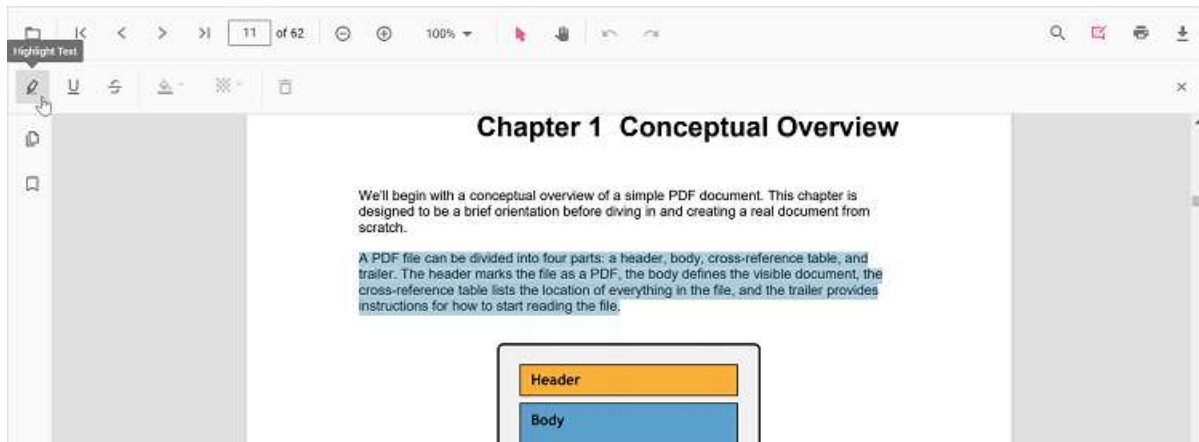 11 of 62 100%
Highlight Text
Chapter 1 Conceptual Overview
We'll begin with a conceptual overview of a simple PDF document. This chapter is
designed to be a brief orientation before diving in and creating a real document from
scratch.
A PDF file can be divided into four parts: a header, body, cross-reference table, and
trailer. The header marks the file as a PDF, the body defines the visible document, the
cross-reference table lists the location of everything in the file, and the trailer provides
instructions for how to start reading the file.
Header
Body